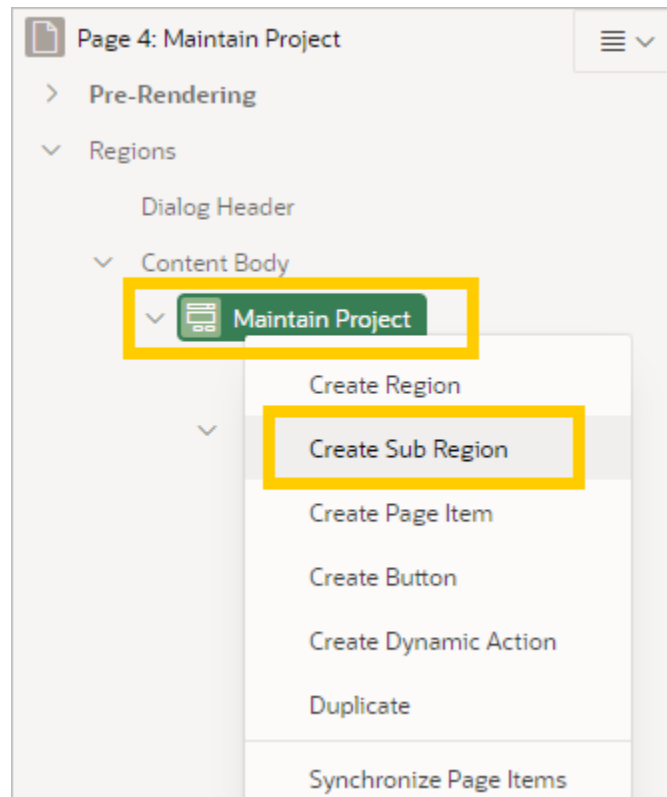 Page 4: Maintain Project
Pre-Rendering
Regions
Dialog Header
Content Body
Maintain Project
Create Region
Create Sub Region
Create Page Item
Create Button
Create Dynamic Action
Duplicate
Synchronize Page Items